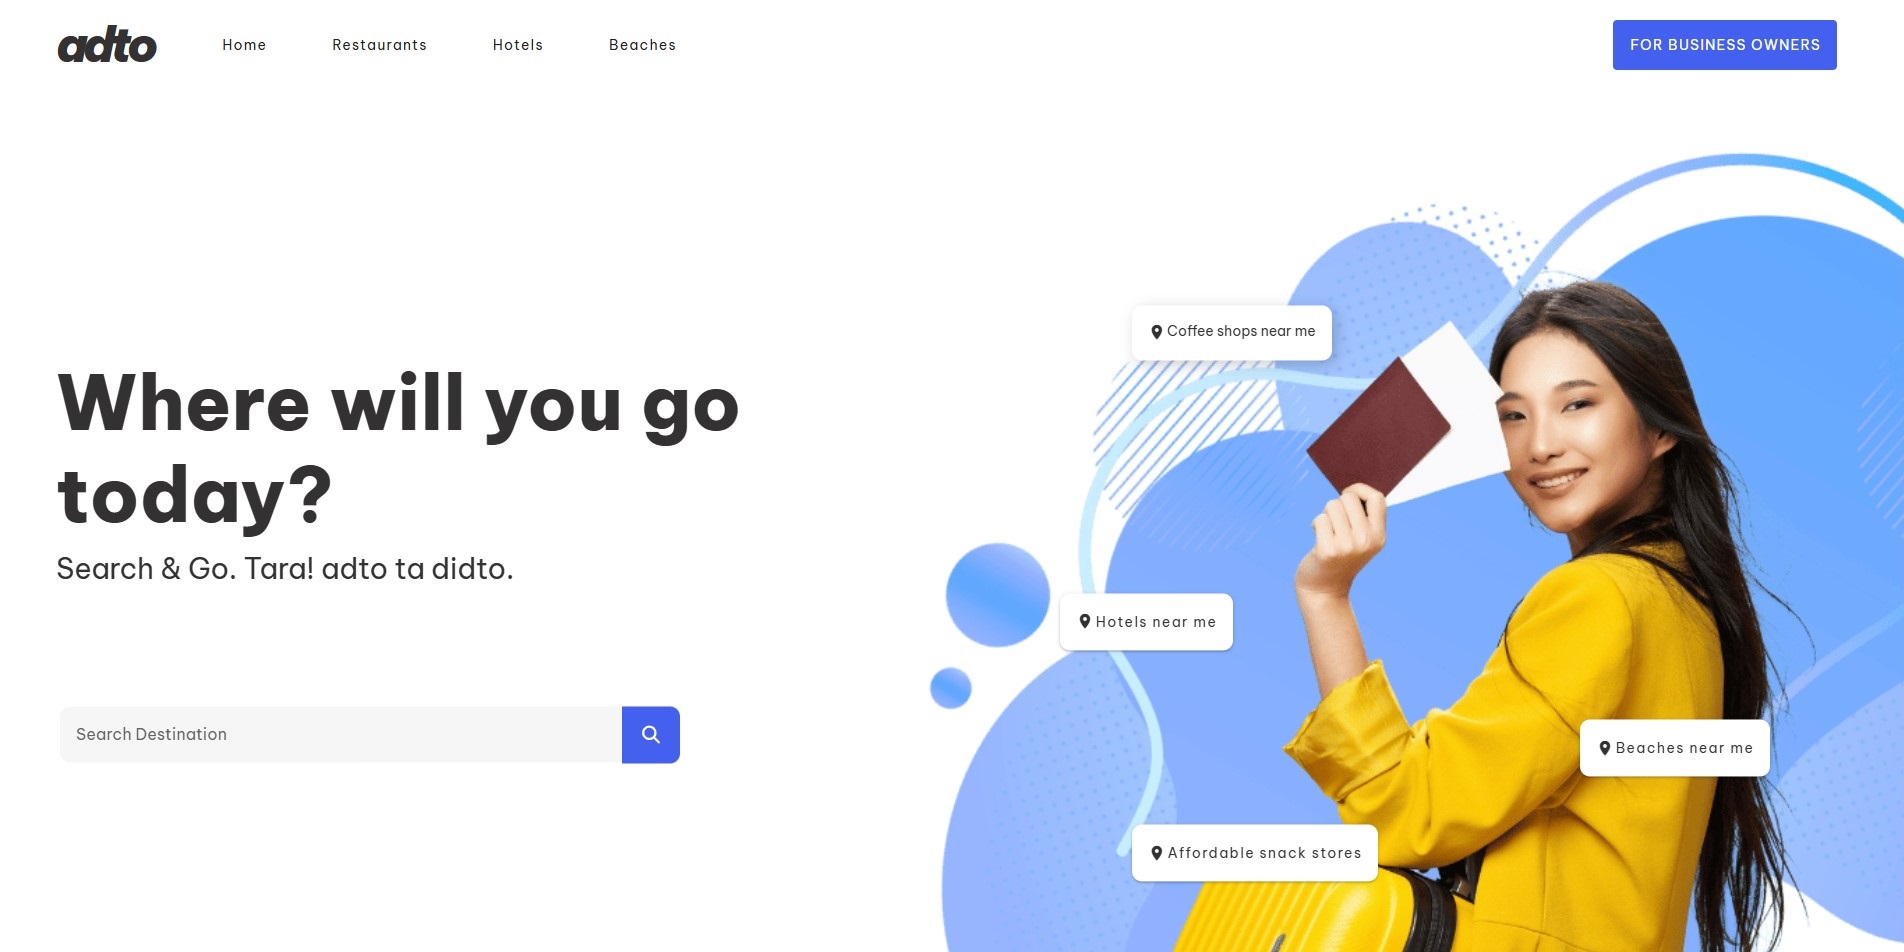 adto
Home
Restaurants
Hotels
Beaches
FOR BUSINESS OWNERS
Where will you go
today?
Search & Go. Tara! adto ta didto.
Search Destination
Coffee shops near me
Hotels near me
Beaches near me
Affordable snack stores